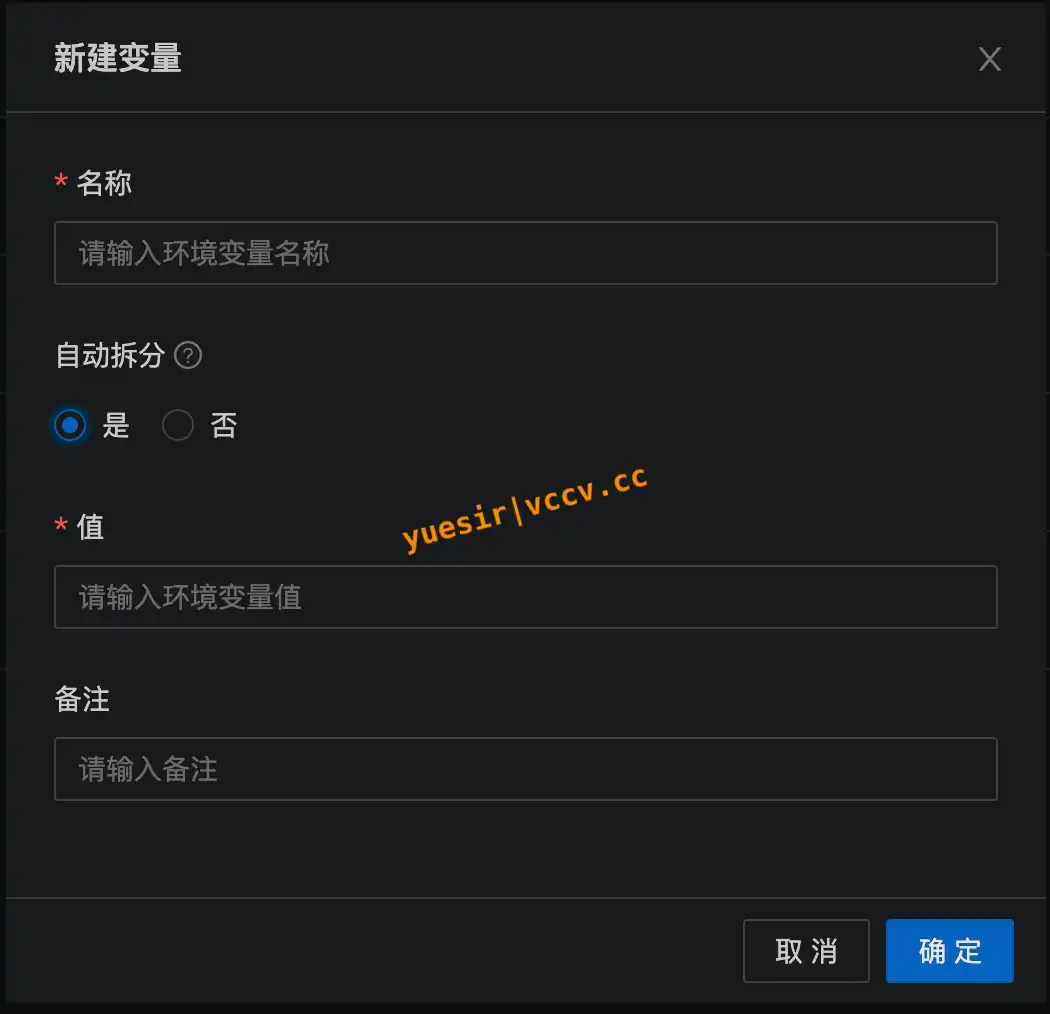 新建变量
* 名称
请输入环境变量名称
自动拆分
是 否
yuesir|vccv.cc
* 值
请输入环境变量值
备注
请输入备注
取 消 确 定